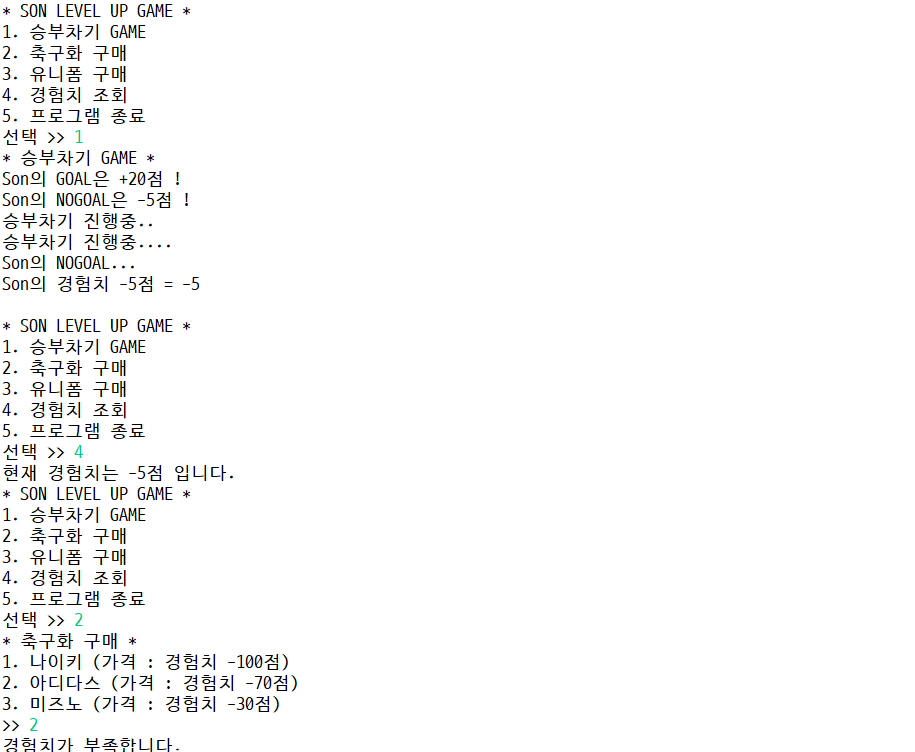 * SON LEVEL UP GAME *
1. 승부차기 GAME
2. 축구화 구매
3. 유니폼 구매
4. 경험치 조회
5. 프로그램 종료
선택 >> 1
* 승부차기 GAME *
Son의 GOAL은 +20점 !
Son의 NOGOAL은 -5점 !
승부차기 진행중..
승부차기 진행중....
Son의 NOGOAL...
Son의 경험치 -5점 = -5

* SON LEVEL UP GAME *
1. 승부차기 GAME
2. 축구화 구매
3. 유니폼 구매
4. 경험치 조회
5. 프로그램 종료
선택 >> 4
현재 경험치는 -5점 입니다.
* SON LEVEL UP GAME *
1. 승부차기 GAME
2. 축구화 구매
3. 유니폼 구매
4. 경험치 조회
5. 프로그램 종료
선택 >> 2
* 축구화 구매 *
1. 나이키 (가격 : 경험치 -100점)
2. 아디다스 (가격 : 경험치 -70점)
3. 미즈노 (가격 : 경험치 -30점)
>> 2
경험치가 부족합니다.